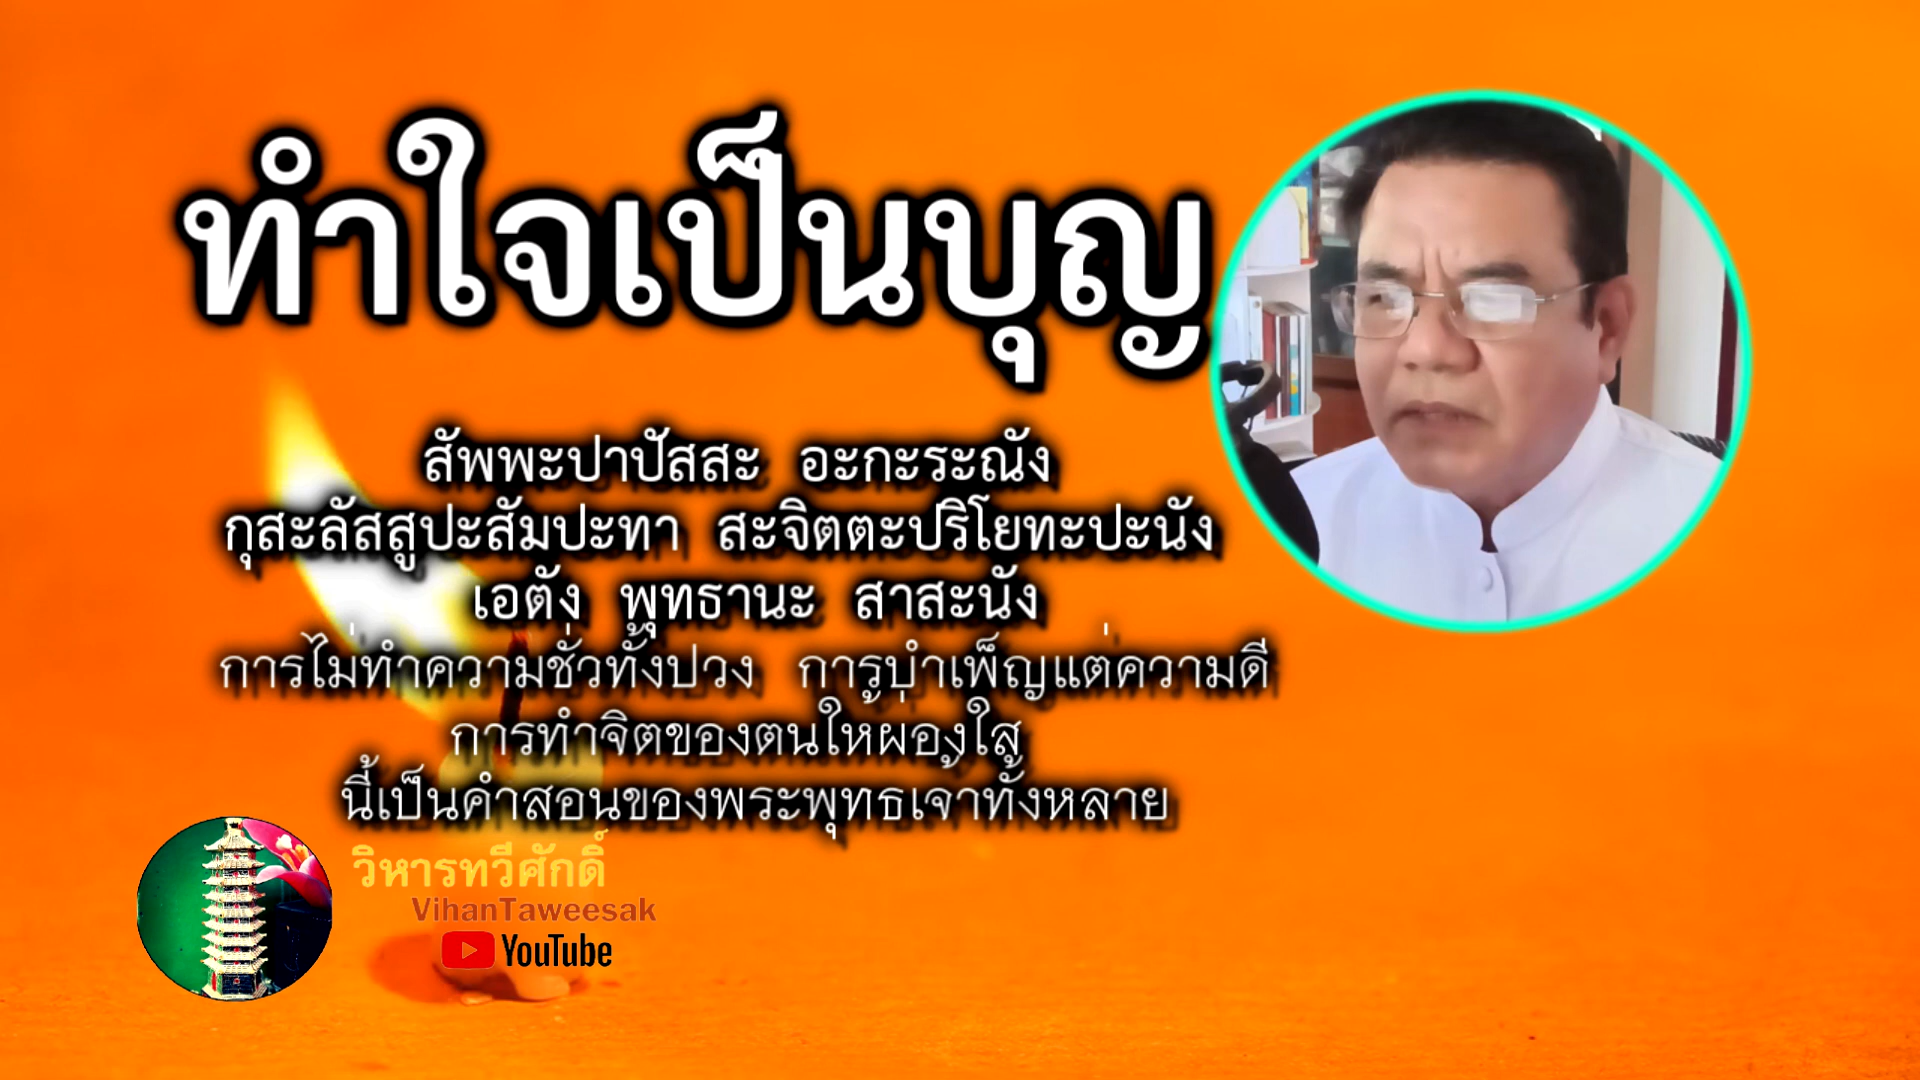 ทำใจเป็นบุญ
สัพพะปาปัสสะ อะกะระณัง
กุสะลัสสูปะสัมปะทา สะจิตตะปริโยทะปะนัง
เอตัง พุทธานะ สาสะนัง
การไม่ทำความชั่วทั้งปวง การบำเพ็ญแต่ความดี
การทำจิตของตนให้ผ่องใส
นี้เป็นคำสอนของพระพุทธเจ้าทั้งหลาย
วิหารทวีศักดิ์
VihanTaweesak
YouTube